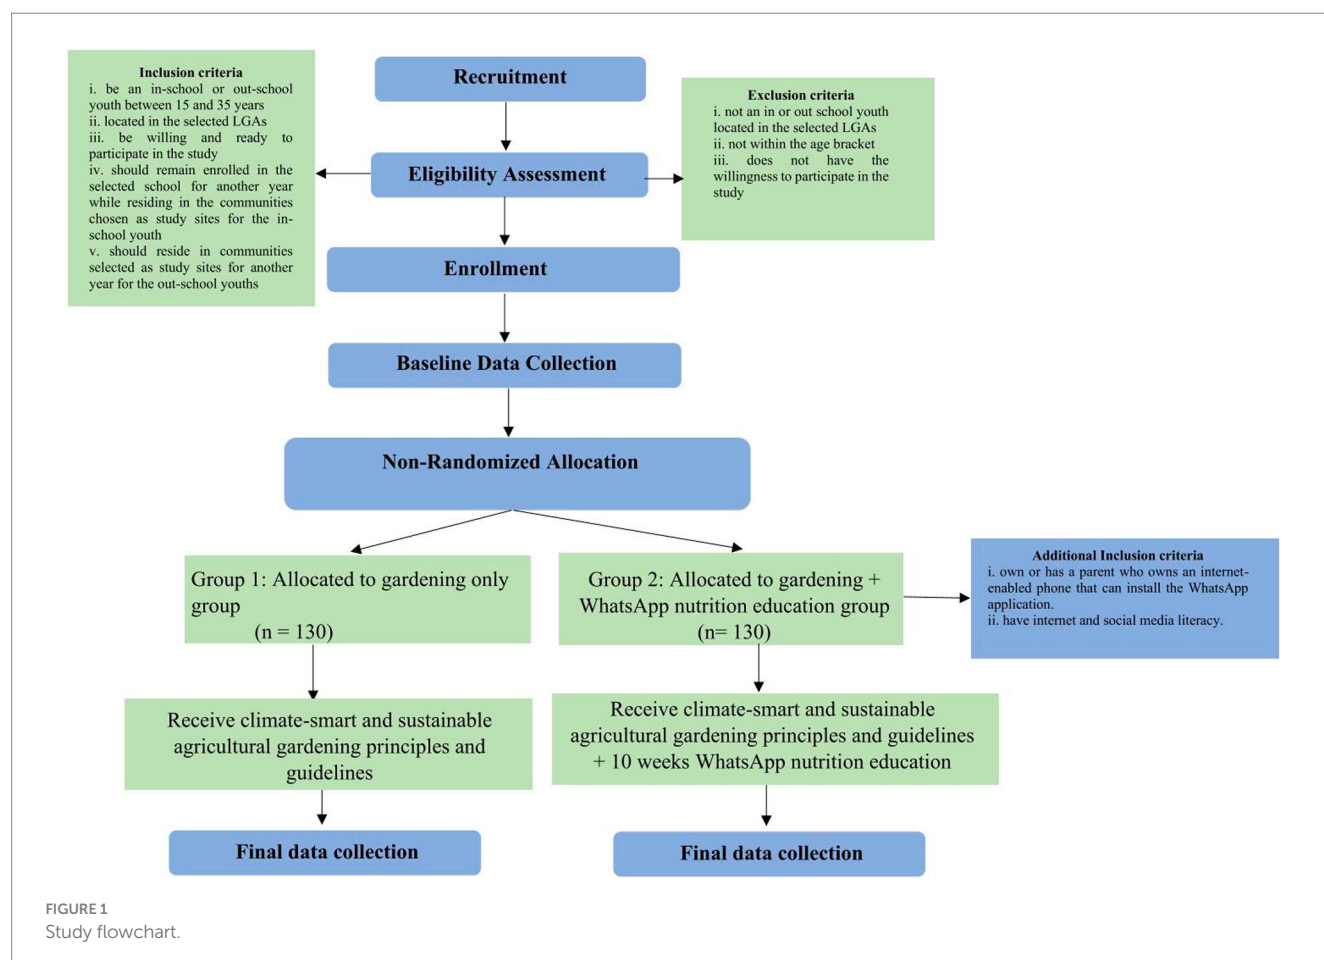 Recruitment
Inclusion criteria
i. be an in-school or out-school
youth between 15 and 35 years
ii. located in the selected LGAs
iii. be willing and ready to
participate in the study
iv. should remain enrolled in the
selected school for another year
while residing in the communities
chosen as study sites for the in-
school youth
v. should reside in communities
selected as study sites for another
year for the out-school youths
Exclusion criteria
i. not an in or out school youth
located in the selected LGAs
ii. not within the age bracket
iii. does not have the
willingness to participate in the
study
Eligibility Assessment
Enrollment
Baseline Data Collection
Non-Randomized Allocation
Group 1: Allocated to gardening only
group
(n = 130)
Group 2: Allocated to gardening +
WhatsApp nutrition education group
(n= 130)
Additional Inclusion criteria
i. own or has a parent who owns an internet-
enabled phone that can install the WhatsApp
application.
ii. have internet and social media literacy.
Receive climate-smart and sustainable
agricultural gardening principles and
guidelines
Receive climate-smart and sustainable
agricultural gardening principles and guidelines
+ 10 weeks WhatsApp nutrition education
Final data collection
Final data collection
FIGURE 1
Study flowchart.